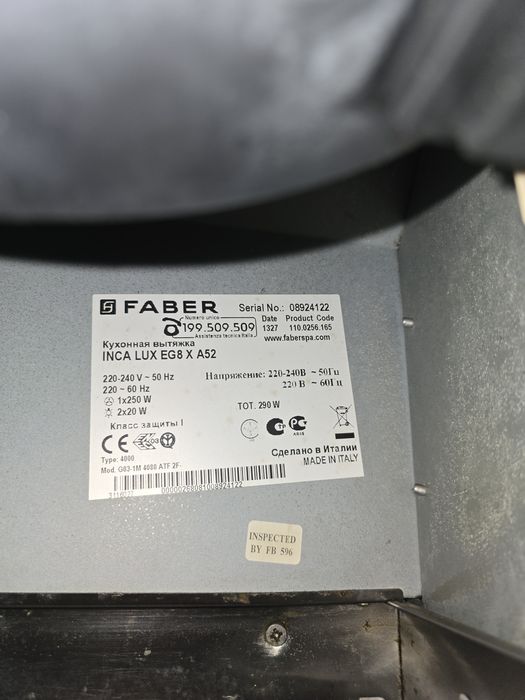 FABER
Serial No.: 08924122
Numero unico
199.509.509
Assistenza tecnica Italia
Date Product Code
1327 110.0256.165
www.faberspa.com
Кухонная вытяжка
INCA LUX EG8 X A52
220-240 V ~ 50 Hz
220 ~ 60 Hz
1x250 W
2x20 W
Напряжение: 220-240В ~ 50Гц
220 В ~ 60Гц
TOT. 290 W
Класс защиты I
CE
Сделано в Италии
MADE IN ITALY
Type: 4000
Mod. G83-1M 4000 ATF 2F-
INSPECTED
BY FB 596